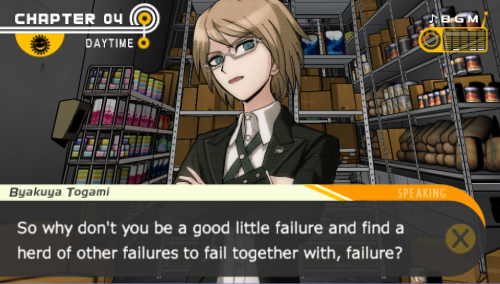 CHAPTER 04
DAYTIME
♪BGM
Byakuya Togami
SPEAKING
So why don't you be a good little failure and find a
herd of other failures to fail together with, failure?